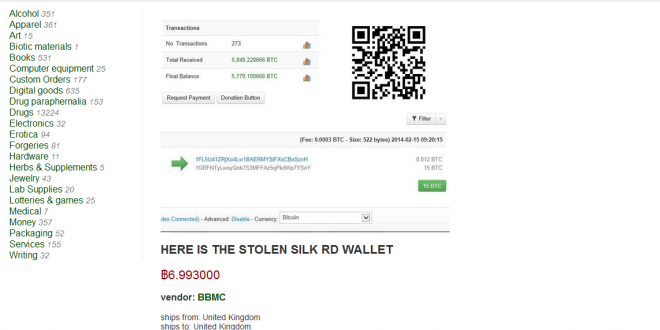 Alcohol 351
Apparel 361
Art 15
Biotic materials 1
Books 531
Computer equipment 25
Custom Orders 177
Digital goods 635
Drug paraphernalia 153
Drugs 13224
Electronics 32
Erotica 94
Forgeries 81
Hardware 11
Herbs & Supplements 5
Jewelry 43
Lab Supplies 20
Lotteries & games 25
Medical 7
Money 357
Packaging 52
Services 155
Writing 32
Transactions
No. Transactions 273
Total Received 5,845.220666 BTC
Final Balance 5,770.100666 BTC
Request Payment Donation Button
Filter
(Fee: 0.0003 BTC - Size: 522 bytes) 2014-02-15 09:20:15
0.012 BTC
15 BTC
15 BTC
des Connected) - Advanced: Disable - Currency: Bitcoin
HERE IS THE STOLEN SILK RD WALLET
฿6.993000
vendor: BBMC
ships from: United Kingdom
ships to: United Kingdom